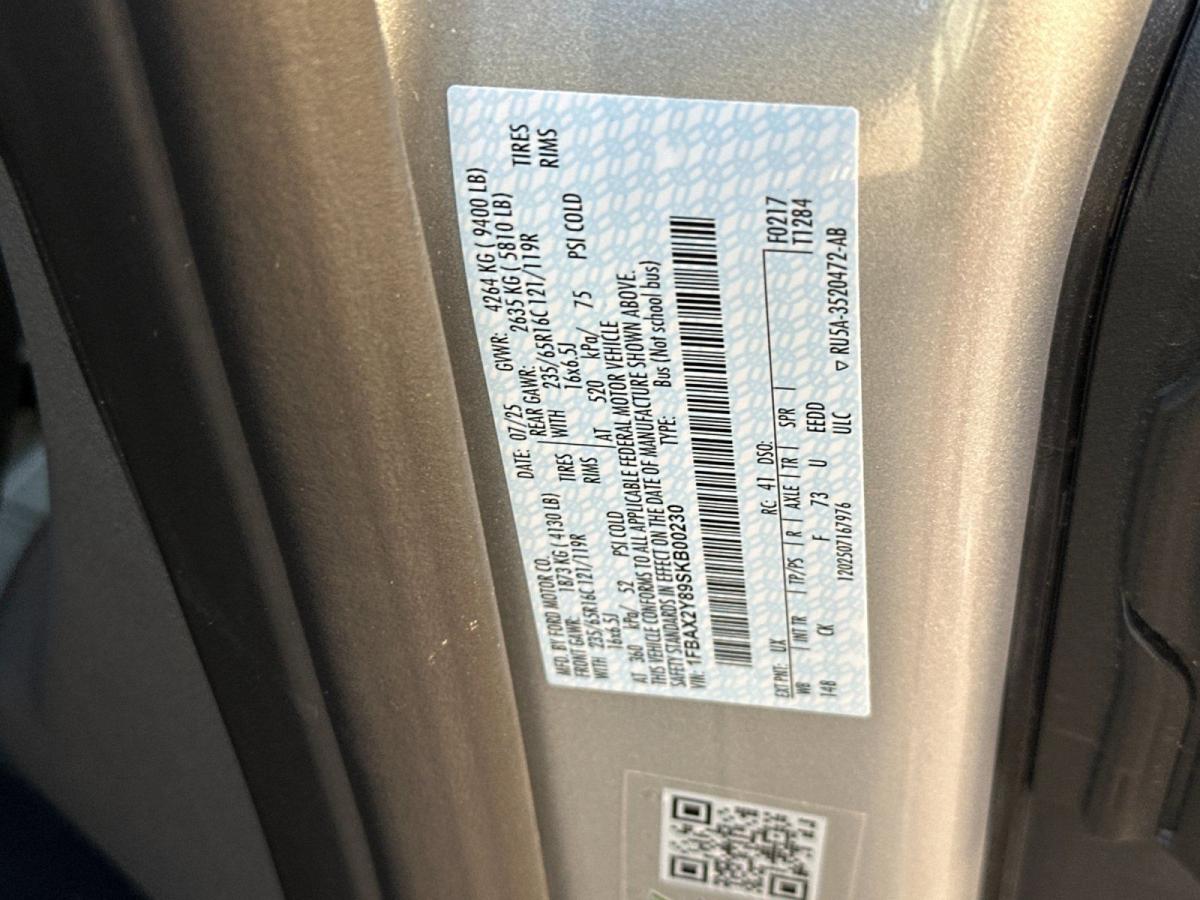 MFD. BY FORD MOTOR CO.
DATE: 07/25 GVWR: 4264 KG ( 9400 LB)
FRONT GAWR: 1873 KG ( 4130 LB)
REAR GAWR: 2635 KG ( 5810 LB)
WITH 235/65R16C 121/119R TIRES
WITH 235/65R16C 121/119R TIRES
16x6.5J RIMS
16x6.5J RIMS
AT 360 kPa/ 52 PSI COLD
AT 520 kPa/ 75 PSI COLD
THIS VEHICLE CONFORMS TO ALL APPLICABLE FEDERAL MOTOR VEHICLE
SAFETY STANDARDS IN EFFECT ON THE DATE OF MANUFACTURE SHOWN ABOVE.
VIN: 1FBAX2Y89SKB00230
TYPE: Bus (Not school bus)
EXT PNT: UX RC: 41 DSO: F0217
WB INT TR TP/PS R AXLE TR SPR T1284
148 CK F 73 U EEDD
1202507167976 ULC ▽ RU5A-3520472-AB